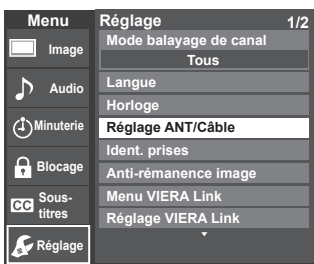 Menu
Image
Audio
Minuterie
Blocage
CC Sous-
titres
Réglage
Réglage 1/2
Mode balayage de canal
Tous
Langue
Horloge
Réglage ANT/Câble
Ident. prises
Anti-rémanence image
Menu VIERA Link
Réglage VIERA Link